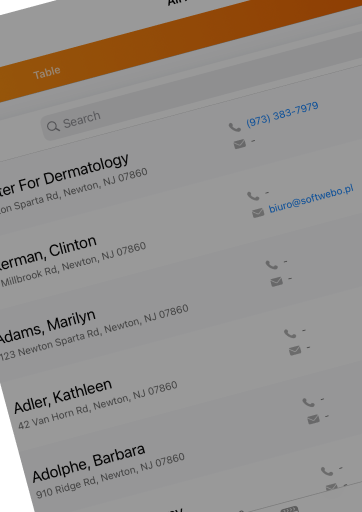 Table
Search
ter For Dermatology
on Sparta Rd, Newton, NJ 07860
(973) 383-7979
-
erman, Clinton
Millbrook Rd, Newton, NJ 07860
-
biuro@softwebo.pl
Adams, Marilyn
123 Newton Sparta Rd, Newton, NJ 07860
-
-
Adler, Kathleen
42 Van Horn Rd, Newton, NJ 07860
-
-
Adolphe, Barbara
910 Ridge Rd, Newton, NJ 07860
-
-
-
-